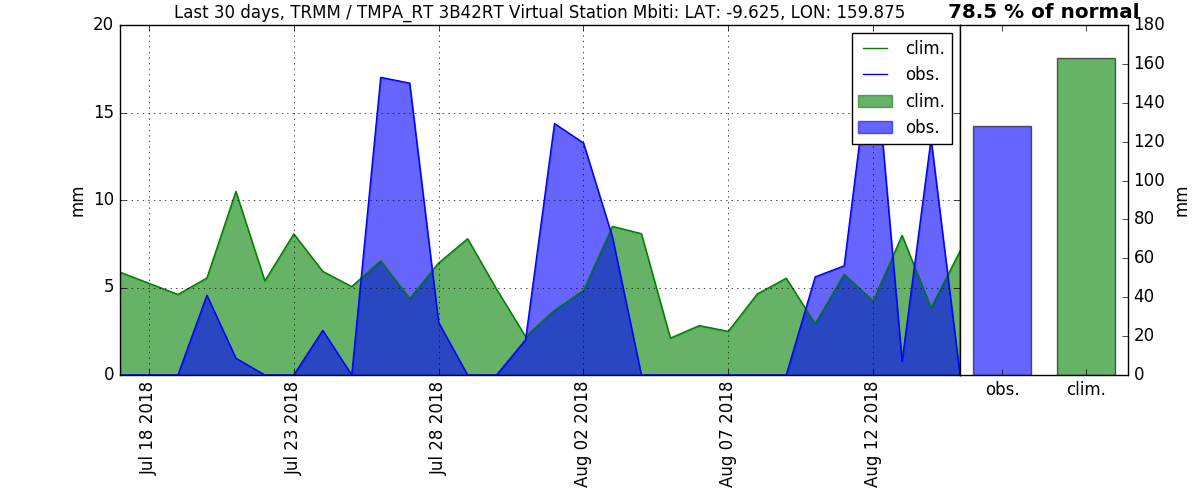 Last 30 days, TRMM / TMPA_RT 3B42RT Virtual Station Mbiti: LAT: -9.625, LON: 159.875
78.5 % of normal
20
15
10
5
0
mm
clim.
obs.
clim.
obs.
180
160
140
120
100
80
60
40
20
0
mm
Jul 18 2018
Jul 23 2018
Jul 28 2018
Aug 02 2018
Aug 07 2018
Aug 12 2018
obs.
clim.